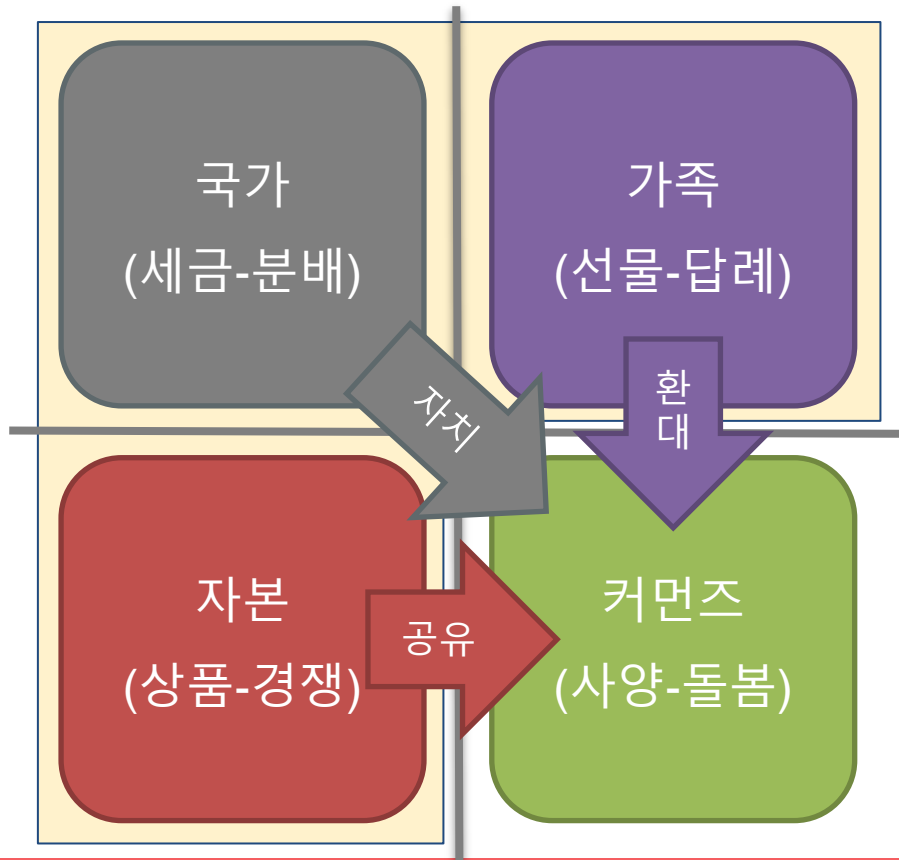 국가
(세금-분배)
가족
(선물-답례)
자치
환
대
자본
(상품-경쟁)
공유
커먼즈
(사양-돌봄)